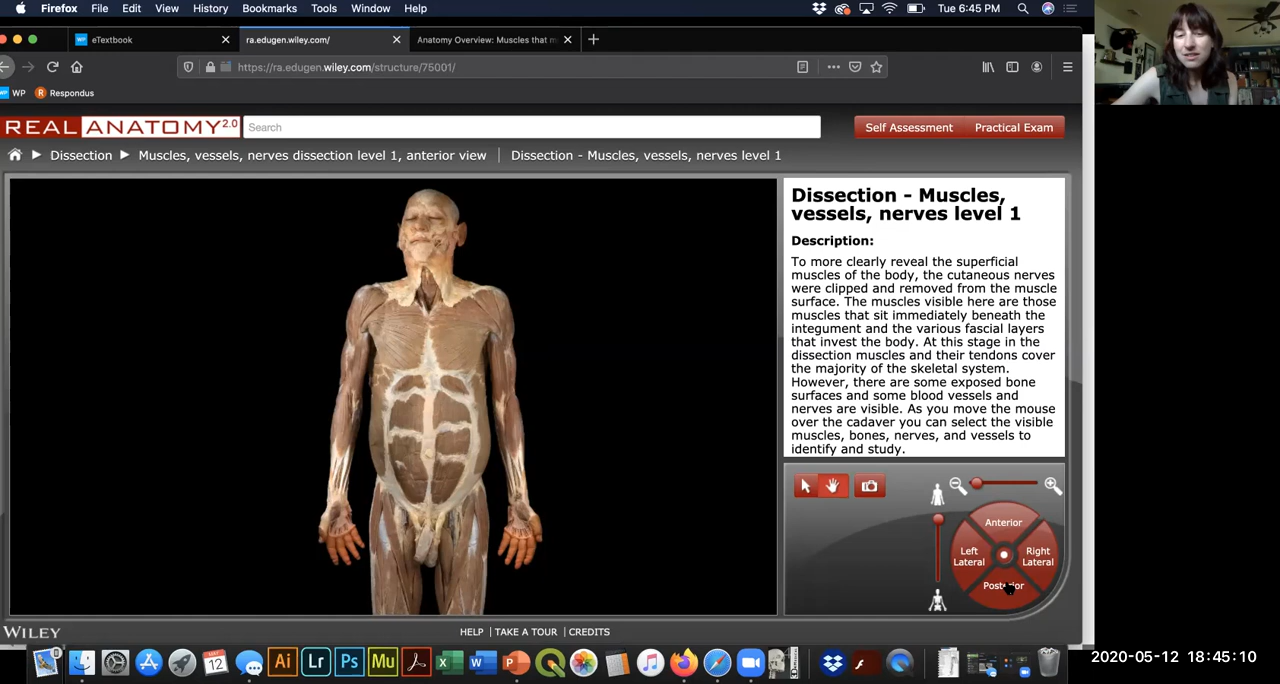 Firefox File Edit View History Bookmarks Tools Window Help Tue 6:45 PM
WP eTextbook
ra.edugen.wiley.com/
Anatomy Overview: Muscles that m
https://ra.edugen.wiley.com/structure/75001/
WP WP R Respondus
REAL ANATOMY 2.0
Search
Self Assessment Practical Exam
Dissection Muscles, vessels, nerves dissection level 1, anterior view Dissection - Muscles, vessels, nerves level 1
Dissection - Muscles,
vessels, nerves level 1
Description:
To more clearly reveal the superficial
muscles of the body, the cutaneous nerves
were clipped and removed from the muscle
surface. The muscles visible here are those
muscles that sit immediately beneath the
integument and the various fascial layers
that invest the body. At this stage in the
dissection muscles and their tendons cover
the majority of the skeletal system.
However, there are some exposed bone
surfaces and some blood vessels and
nerves are visible. As you move the mouse
over the cadaver you can select the visible
muscles, bones, nerves, and vessels to
identify and study.
Anterior
Left
Lateral
Right
Lateral
Posterior
WILEY
HELP | TAKE A TOUR | CREDITS
12
Ai Lr Ps Mu
2020-05-12 18:45:10